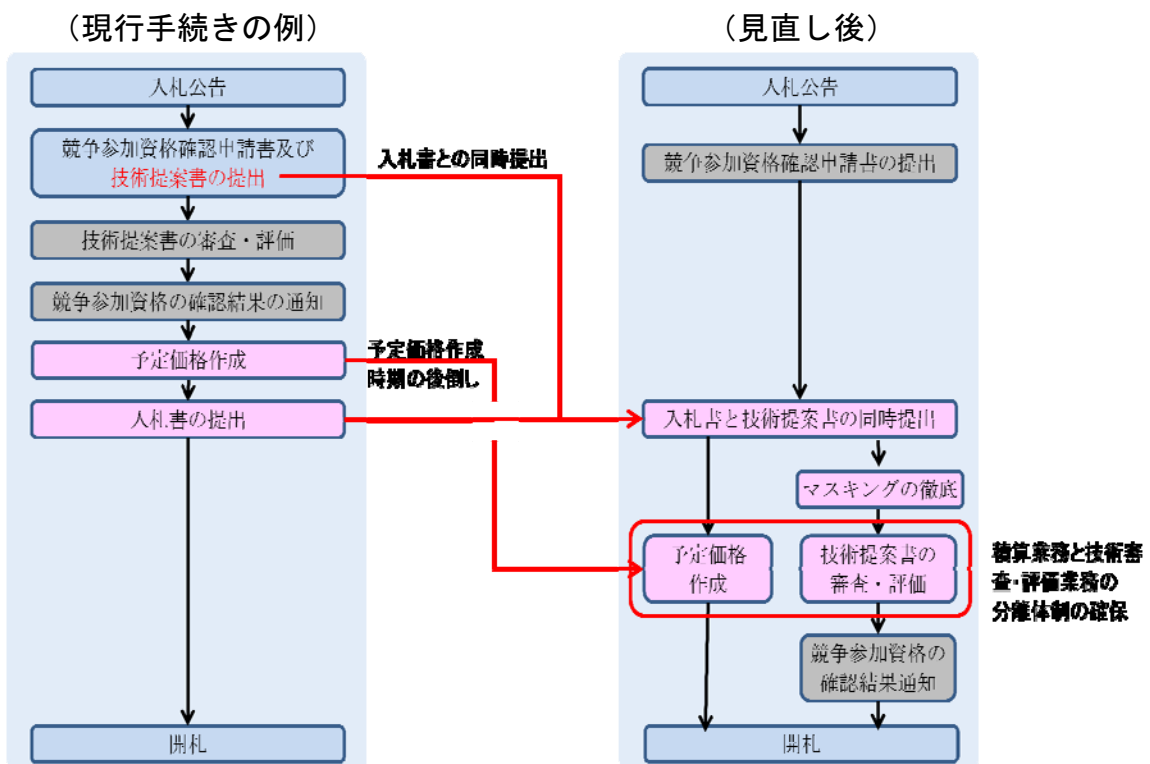 (現行手続きの例)
入札公告
競争参加資格確認申請書及び
技術提案書の提出
技術提案書の審査・評価
競争参加資格の確認結果の通知
予定価格作成
入札書の提出
開札
入札書との同時提出
予定価格作成
時期の後倒し
(見直し後)
入札公告
競争参加資格確認申請書の提出
入札書と技術提案書の同時提出
マスキングの徹底
予定価格
作成
技術提案書の
審査・評価
積算業務と技術審
査・評価業務の
分離体制の確保
競争参加資格の
確認結果通知
開札